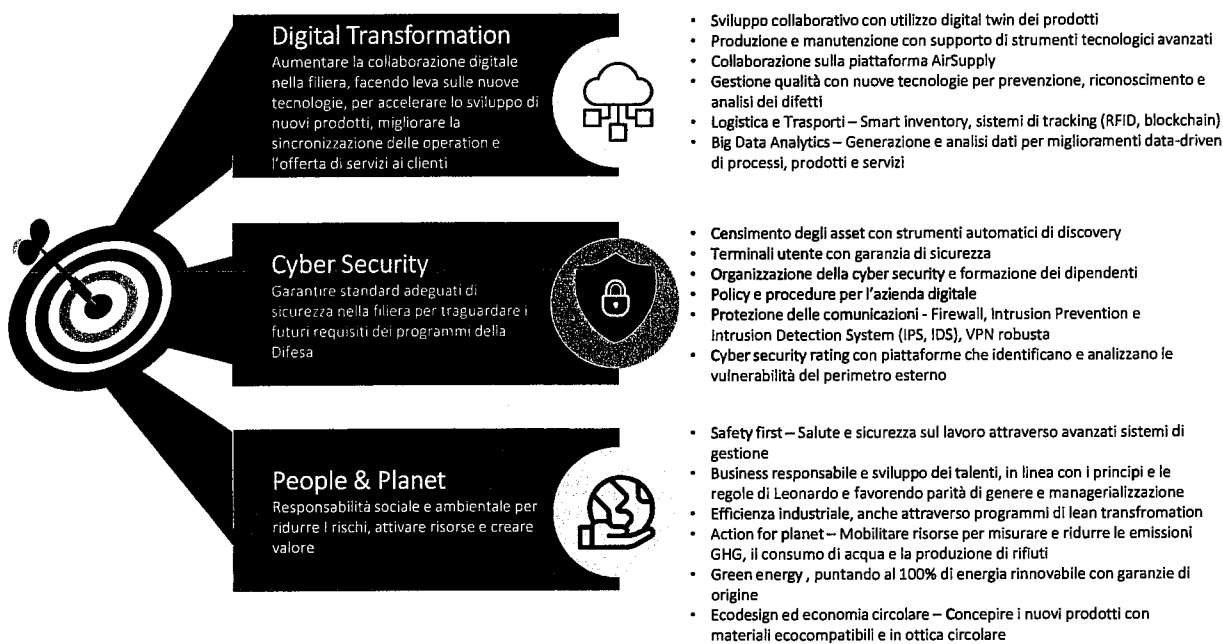 Digital Transformation
Aumentare la collaborazione digitale
nella filiera, facendo leva sulle nuove
tecnologie, per accelerare lo sviluppo di
nuovi prodotti, migliorare la
sincronizzazione delle operation e
l'offerta di servizi ai clienti
• Sviluppo collaborativo con utilizzo digital twin dei prodotti
• Produzione e manutenzione con supporto di strumenti tecnologici avanzati
• Collaborazione sulla piattaforma AirSupply
• Gestione qualità con nuove tecnologie per prevenzione, riconoscimento e
analisi dei difetti
• Logistica e Trasporti – Smart inventory, sistemi di tracking (RFID, blockchain)
• Big Data Analytics – Generazione e analisi dati per miglioramenti data-driven
di processi, prodotti e servizi
Cyber Security
Garantire standard adeguati di
sicurezza nella filiera per traguardare i
futuri requisiti dei programmi della
Difesa
• Censimento degli asset con strumenti automatici di discovery
• Terminali utente con garanzia di sicurezza
• Organizzazione della cyber security e formazione dei dipendenti
• Policy e procedure per l'azienda digitale
• Protezione delle comunicazioni - Firewall, Intrusion Prevention e
Intrusion Detection System (IPS, IDS), VPN robusta
• Cyber security rating con piattaforme che identificano e analizzano le
vulnerabilità del perimetro esterno
People & Planet
Responsabilità sociale e ambientale per
ridurre I rischi, attivare risorse e creare
valore
• Safety first – Salute e sicurezza sul lavoro attraverso avanzati sistemi di
gestione
• Business responsabile e sviluppo dei talenti, in linea con i principi e le
regole di Leonardo e favorendo parità di genere e managerializzazione
• Efficienza industriale, anche attraverso programmi di lean transfromation
• Action for planet – Mobilitare risorse per misurare e ridurre le emissioni
GHG, il consumo di acqua e la produzione di rifiuti
• Green energy , puntando al 100% di energia rinnovabile con garanzie di
origine
• Ecodesign ed economia circolare – Concepire i nuovi prodotti con
materiali ecocompatibili e in ottica circolare